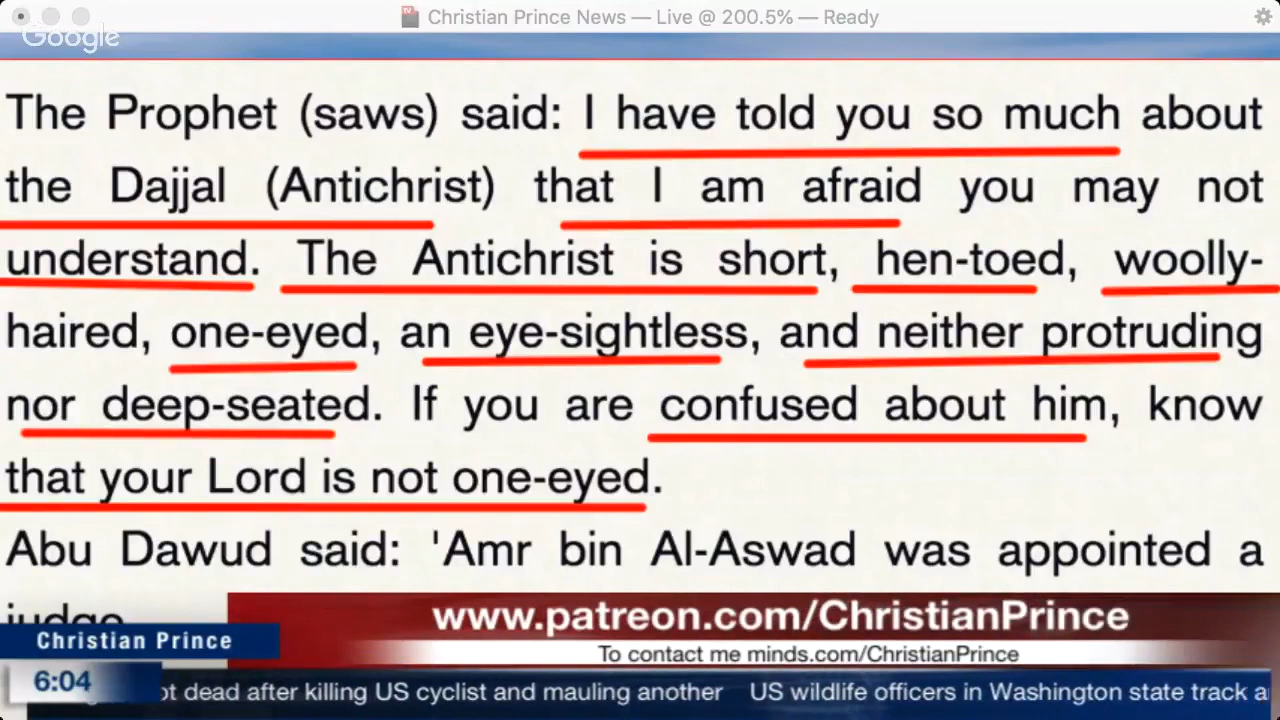 Christian Prince News — Live @ 200.5% — Ready
Google
The Prophet (saws) said: I have told you so much about
the Dajjal (Antichrist) that I am afraid you may not
understand. The Antichrist is short, hen-toed, woolly-
haired, one-eyed, an eye-sightless, and neither protruding
nor deep-seated. If you are confused about him, know
that your Lord is not one-eyed.
Abu Dawud said: 'Amr bin Al-Aswad was appointed a
judge.
www.patreon.com/ChristianPrince
Christian Prince
To contact me minds.com/ChristianPrince
6:04
ot dead after killing US cyclist and mauling another US wildlife officers in Washington state track a